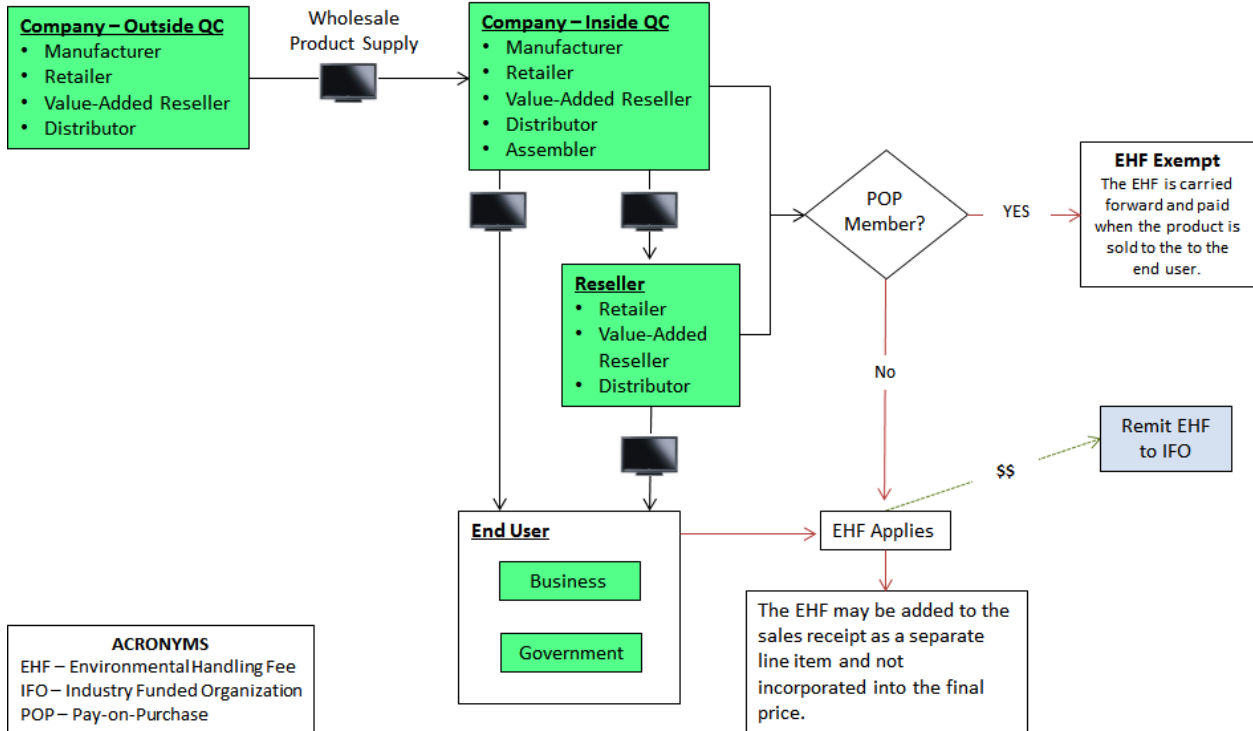 Company – Outside QC
• Manufacturer
• Retailer
• Value-Added Reseller
• Distributor
Wholesale
Product Supply
Company – Inside QC
• Manufacturer
• Retailer
• Value-Added Reseller
• Distributor
• Assembler
POP
Member?
YES
EHF Exempt
The EHF is carried
forward and paid
when the product is
sold to the to the
end user.
Reseller
• Retailer
• Value-Added
Reseller
• Distributor
No
Remit EHF
to IFO
$$
End User
Business
Government
EHF Applies
The EHF may be added to the
sales receipt as a separate
line item and not
incorporated into the final
price.
ACRONYMS
EHF – Environmental Handling Fee
IFO – Industry Funded Organization
POP – Pay-on-Purchase